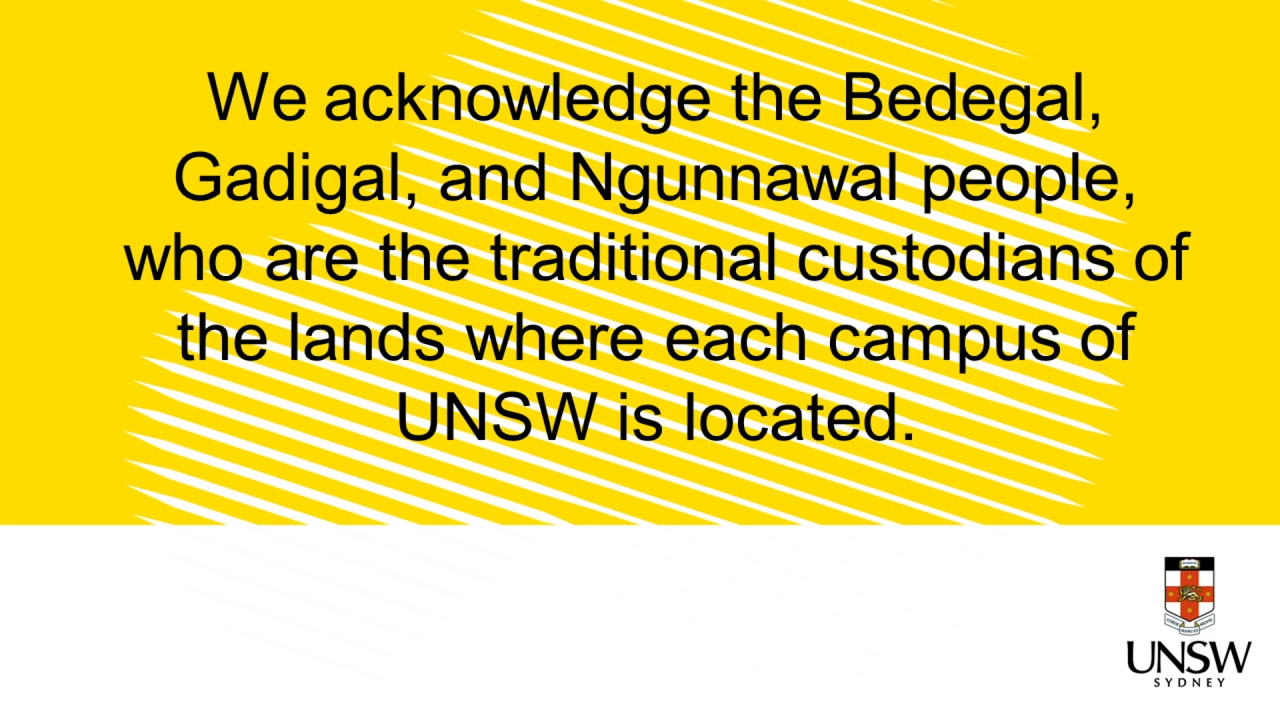 We acknowledge the Bedegal,
Gadigal, and Ngunnawal people,
who are the traditional custodians of
the lands where each campus of
UNSW is located.
UNSW
SYDNEY